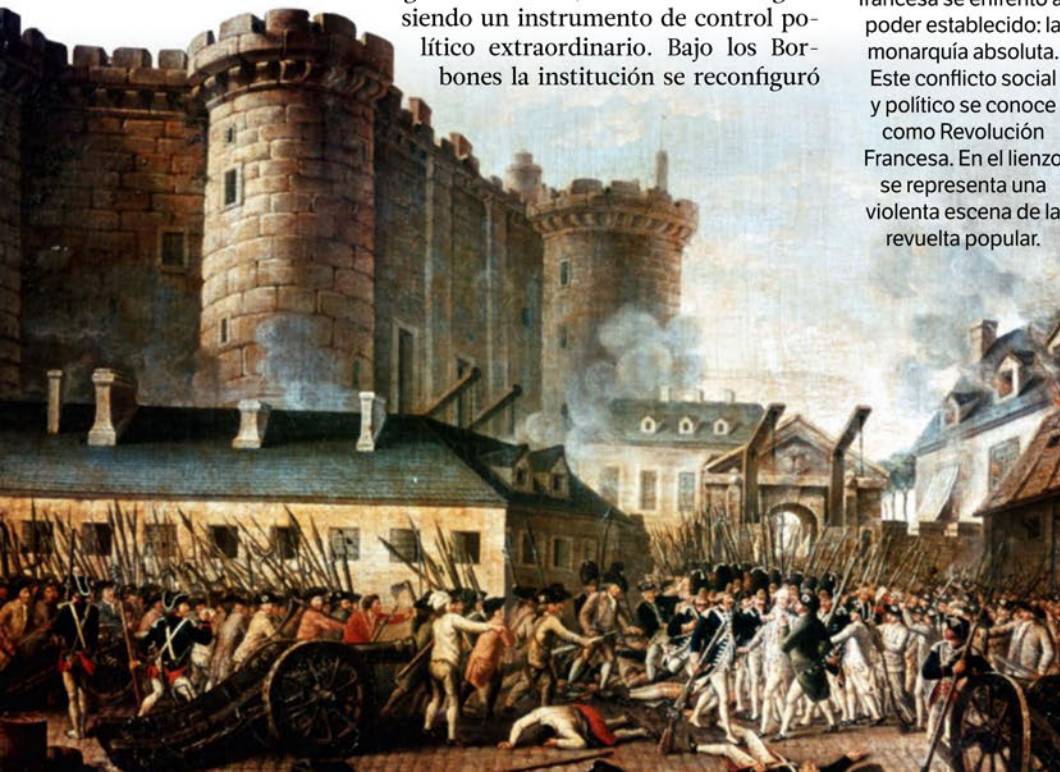 siendo un instrumento de control po-
lítico extraordinario. Bajo los Bor-
bones la institución se reconfiguró
poder establecido: la
monarquía absoluta.
Este conflicto social
y político se conoce
como Revolución
Francesa. En el lienzo
se representa una
violenta escena de la
revuelta popular.